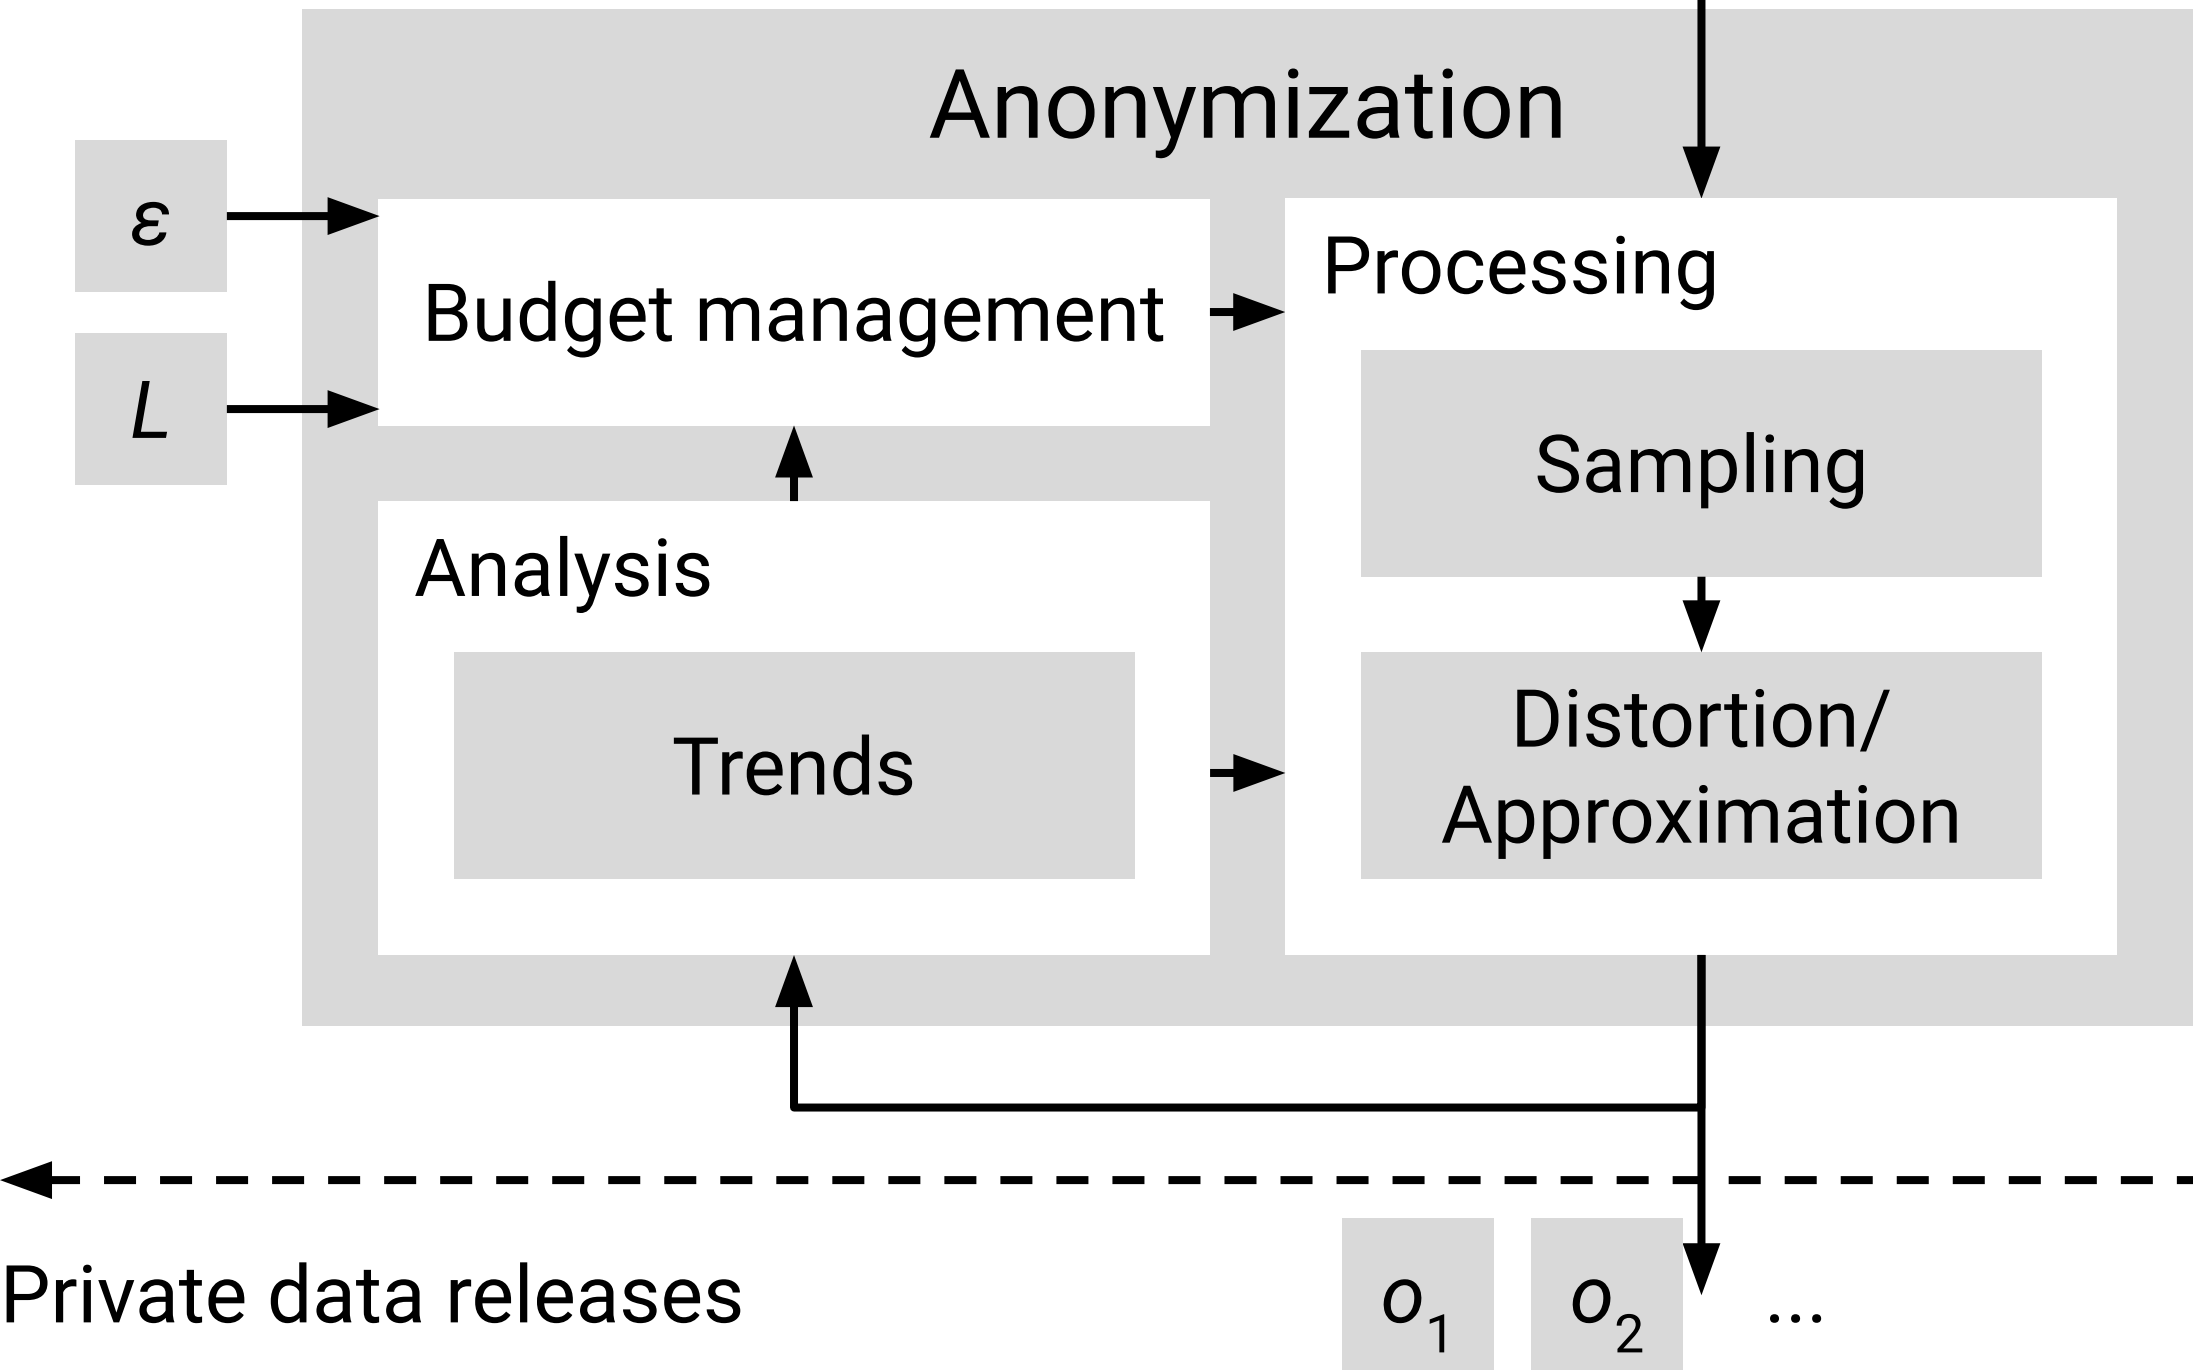 Anonymization
ε
L
Budget management
Analysis
Trends
Processing
Sampling
Distortion/
Approximation
Private data releases
o1
o2
...